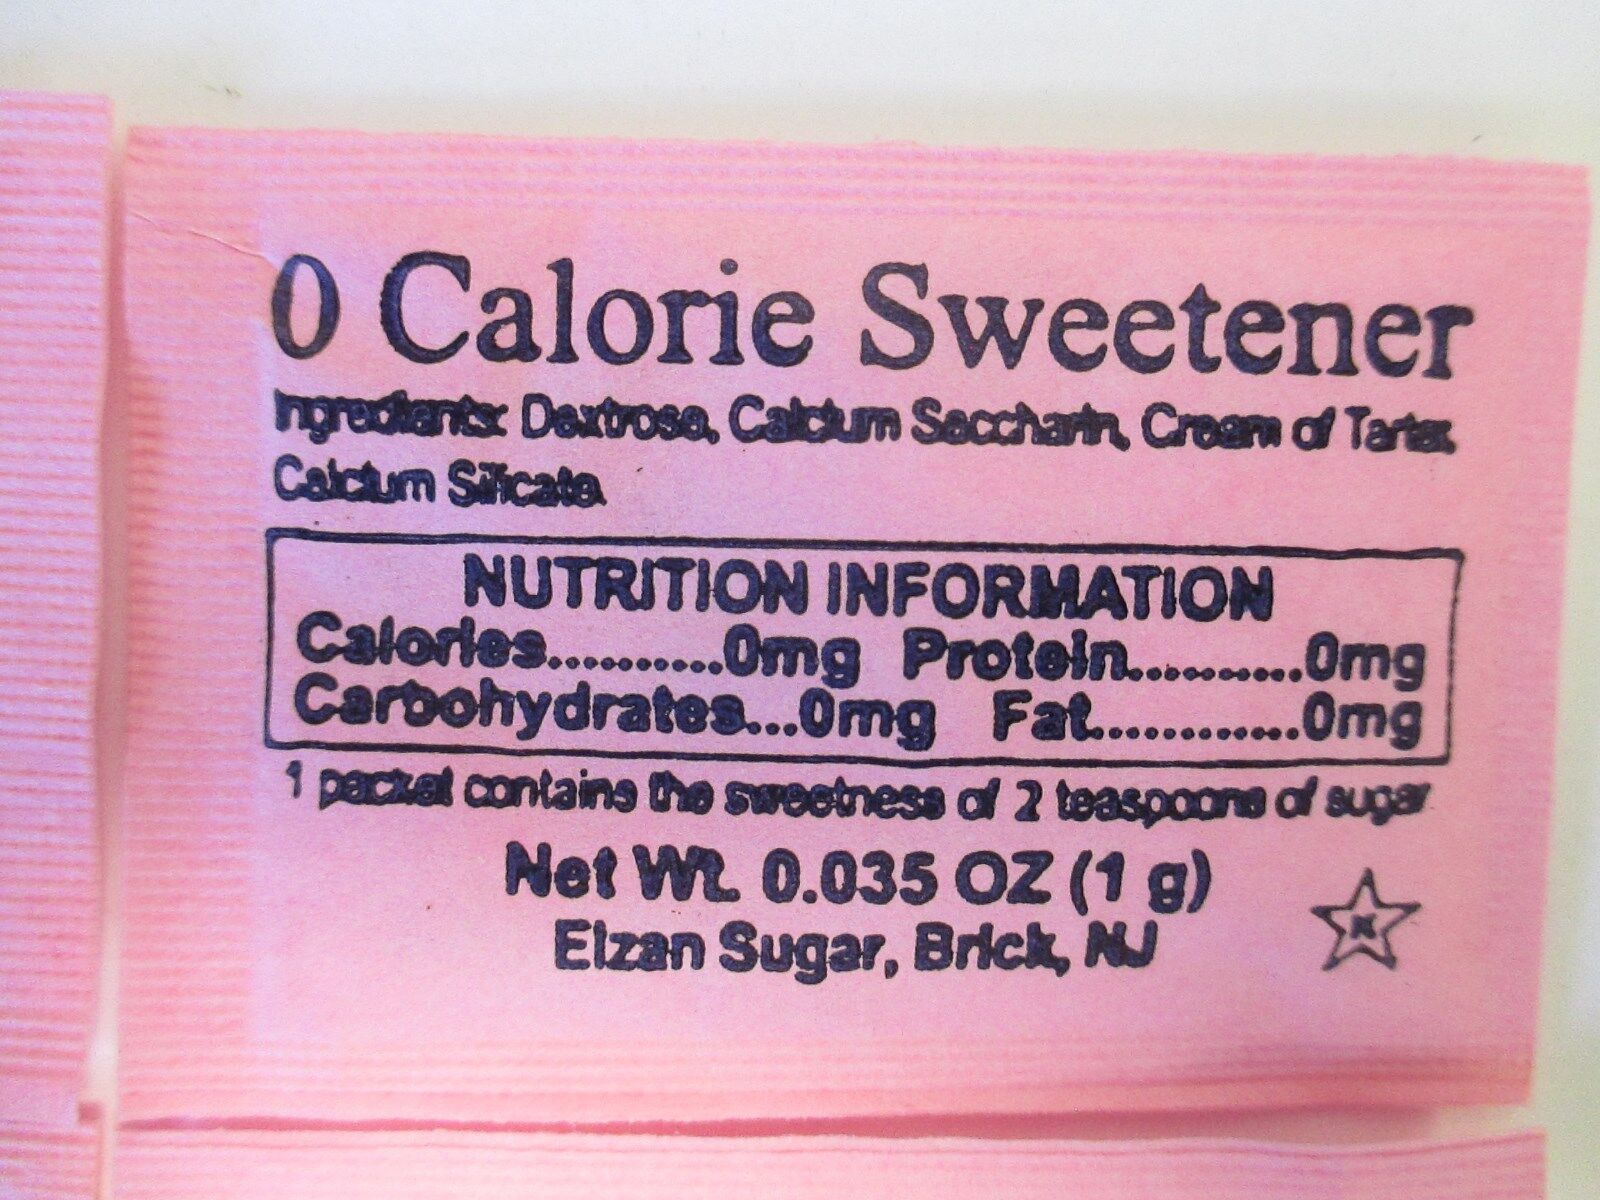 0 Calorie Sweetener
Ingredients: Dextrose, Calcium Saccharin, Cream of Tartar,
Calcium Silicate.
NUTRITION INFORMATION
Calories..........0mg Protein..........0mg
Carbohydrates...0mg Fat............0mg
1 packet contains the sweetness of 2 teaspoons of sugar
Net Wt. 0.035 OZ (1 g)
Elzan Sugar, Brick, NJ
K